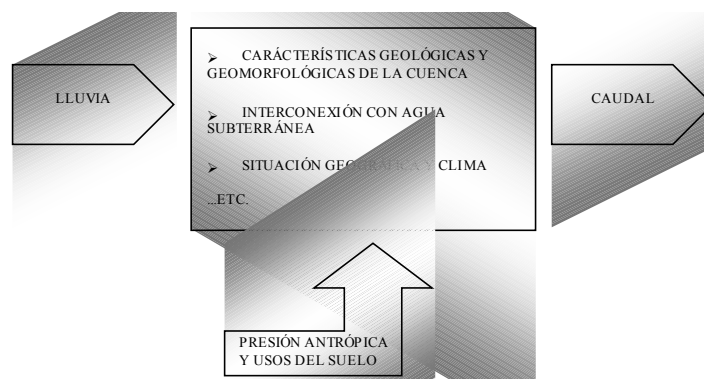 LLUVIA
➢ CARÁCTERÍSTICAS GEOLÓGICAS Y
GEOMORFOLÓGICAS DE LA CUENCA
➢ INTERCONEXIÓN CON AGUA
SUBTERRÁNEA
➢ SITUACIÓN GEOGRÁFICA Y CLIMA
...ETC.
CAUDAL
PRESIÓN ANTRÓPICA
Y USOS DEL SUELO